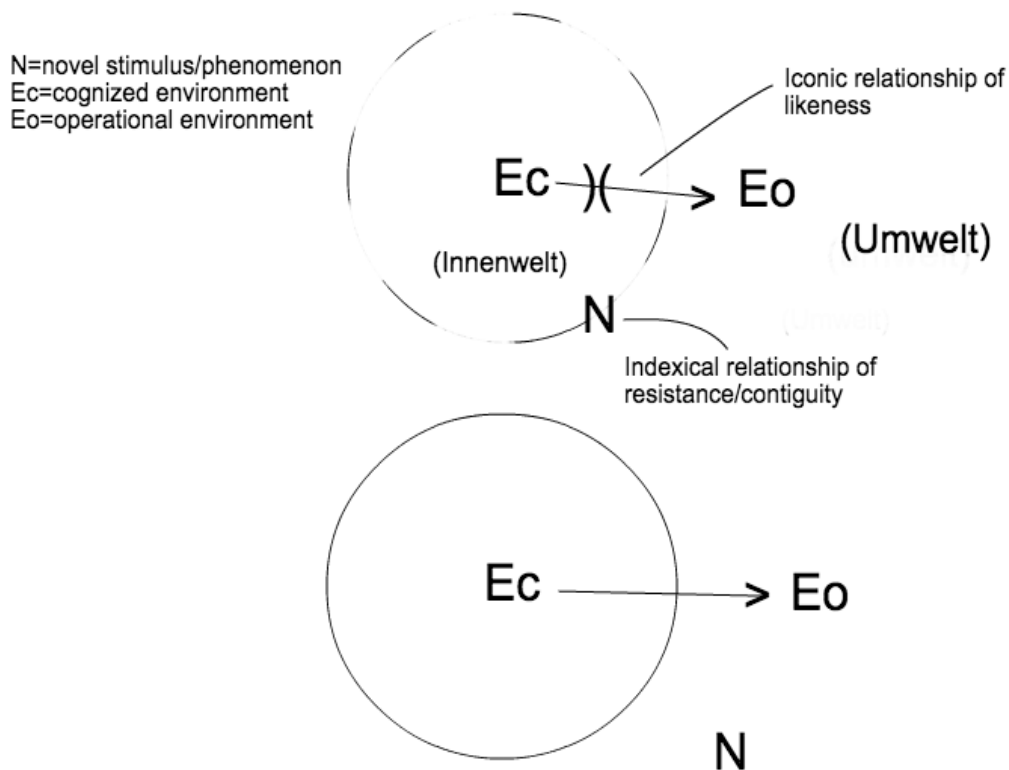 N=novel stimulus/phenomenon
Ec=cognized environment
Eo=operational environment
Iconic relationship of
likeness
Ec )( > Eo
(Umwelt)
(Innenwelt)
(Umwelt)
N
Indexical relationship of
resistance/contiguity
Ec > Eo
N